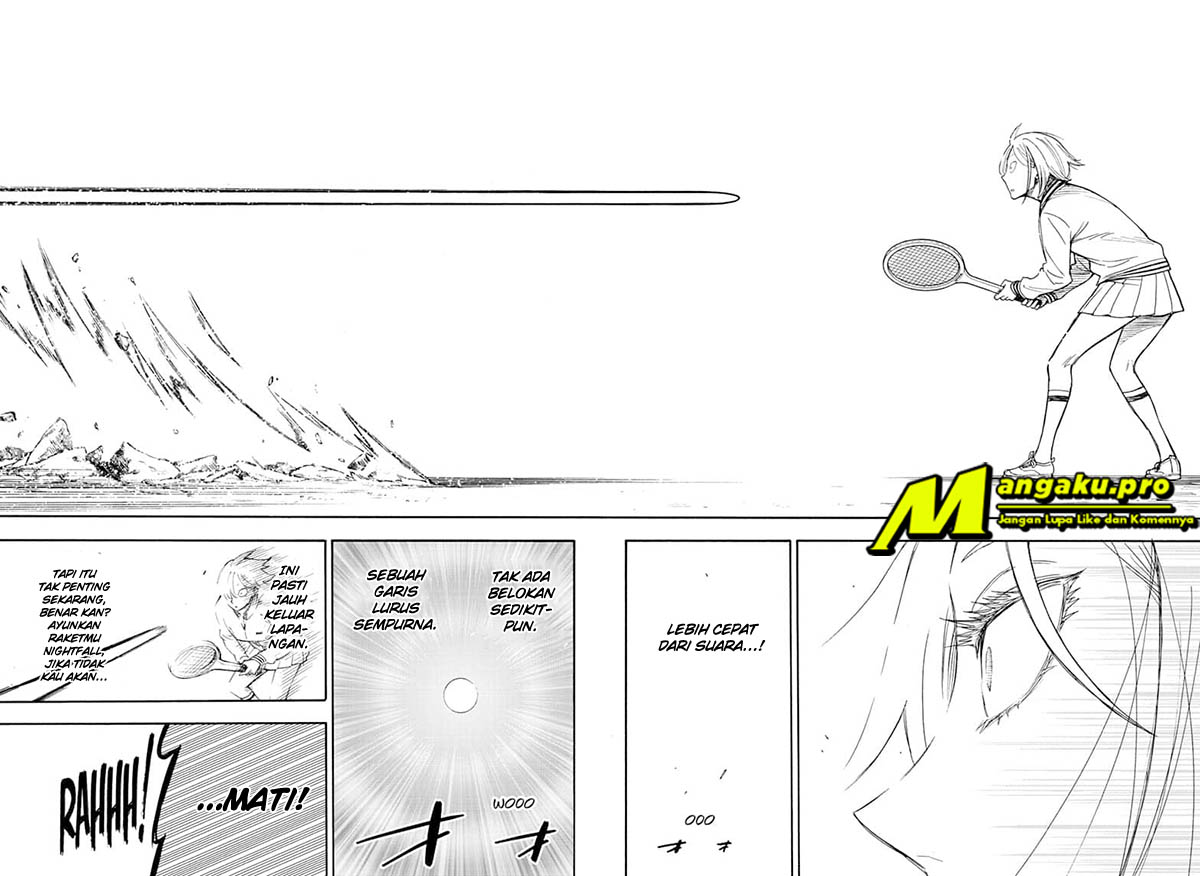 Mangaku.pro
Jangan Lupa Like dan Komennya
LEBIH CEPAT
DARI SUARA...!
OOO
TAK ADA
BELOKAN
SEDIKIT-
PUN.
SEBUAH
GARIS
LURUS
SEMPURNA.
WOOO
INI
PASTI
JAUH
KELUAR
LAPA-
NGAN.
TAPI ITU
TAK PENTING
SEKARANG,
BENAR KAN?
AYUNKAN
RAKETMU
NIGHTFALL,
JIKA TIDAK
KAU AKAN...
...MATI!
RAHHH!